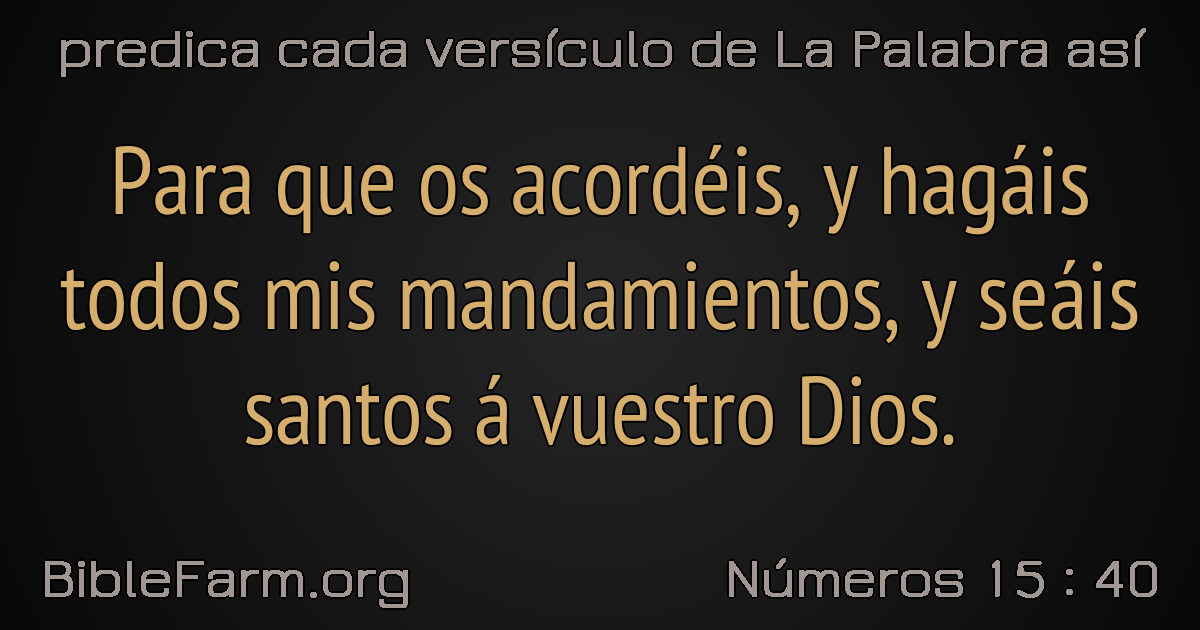 predica cada versículo de La Palabra así
Para que os acordéis, y hagáis
todos mis mandamientos, y seáis
santos á vuestro Dios.
BibleFarm.org
Números 15 : 40